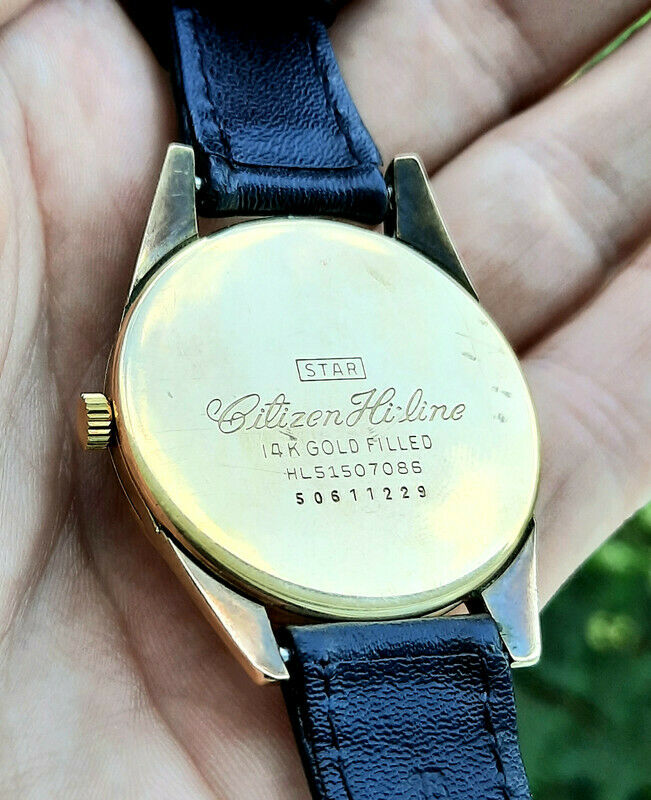 STAR
Citizen Hi-line
14K GOLD FILLED
HL51507086
50611229